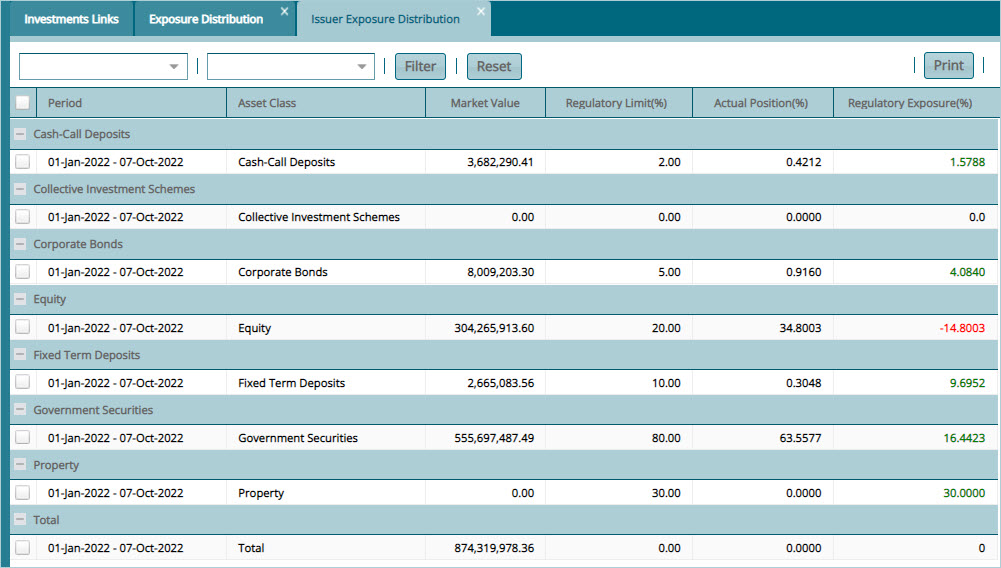 Investments Links Exposure Distribution × Issuer Exposure Distribution ×
Filter Reset Print
Period Asset Class Market Value Regulatory Limit(%) Actual Position(%) Regulatory Exposure(%)
Cash-Call Deposits
01-Jan-2022 - 07-Oct-2022 Cash-Call Deposits 3,682,290.41 2.00 0.4212 1.5788
Collective Investment Schemes
01-Jan-2022 - 07-Oct-2022 Collective Investment Schemes 0.00 0.00 0.0000 0.0
Corporate Bonds
01-Jan-2022 - 07-Oct-2022 Corporate Bonds 8,009,203.30 5.00 0.9160 4.0840
Equity
01-Jan-2022 - 07-Oct-2022 Equity 304,265,913.60 20.00 34.8003 -14.8003
Fixed Term Deposits
01-Jan-2022 - 07-Oct-2022 Fixed Term Deposits 2,665,083.56 10.00 0.3048 9.6952
Government Securities
01-Jan-2022 - 07-Oct-2022 Government Securities 555,697,487.49 80.00 63.5577 16.4423
Property
01-Jan-2022 - 07-Oct-2022 Property 0.00 30.00 0.0000 30.0000
Total
01-Jan-2022 - 07-Oct-2022 Total 874,319,978.36 0.00 0.0000 0